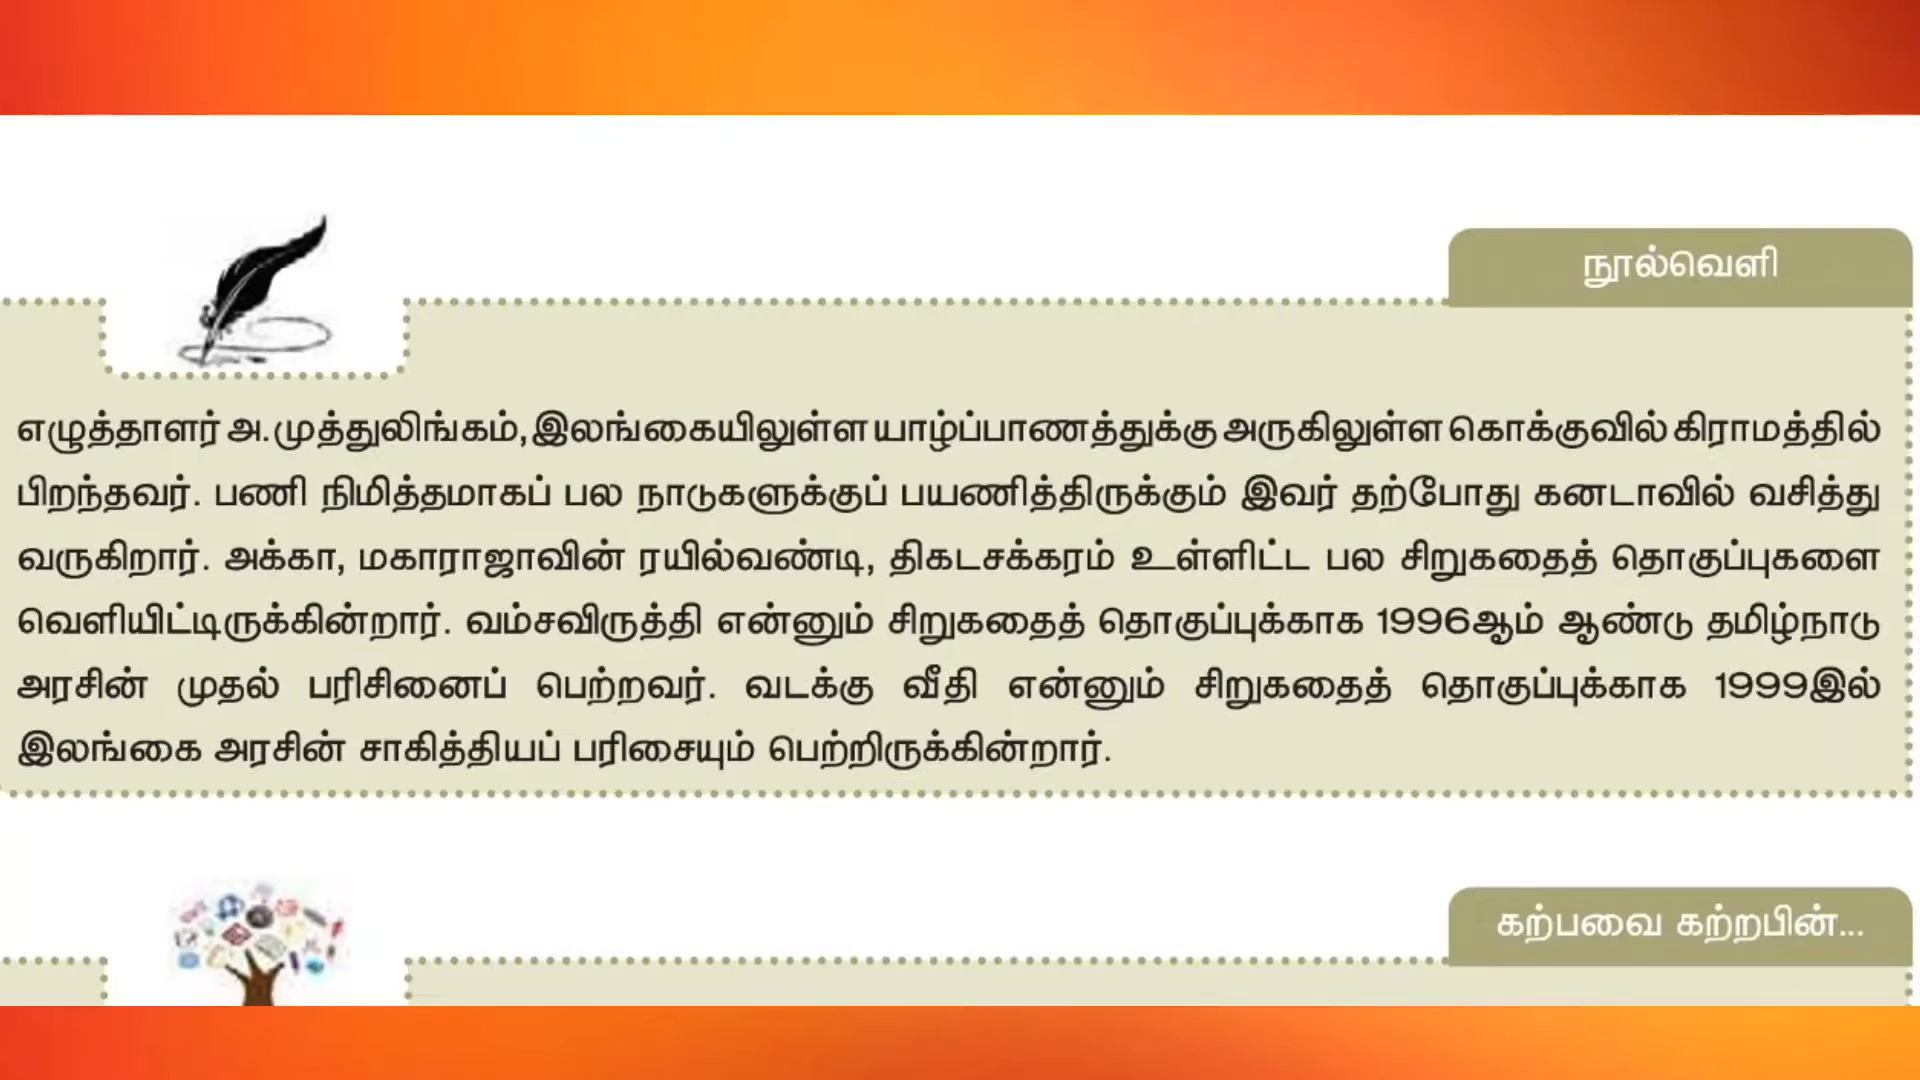 நூல்வெளி
எழுத்தாளர் அ.முத்துலிங்கம், இலங்கையிலுள்ள யாழ்ப்பாணத்துக்கு அருகிலுள்ள கொக்குவில் கிராமத்தில்
பிறந்தவர். பணி நிமித்தமாகப் பல நாடுகளுக்குப் பயணித்திருக்கும் இவர் தற்போது கனடாவில் வசித்து
வருகிறார். அக்கா, மகாராஜாவின் ரயில்வண்டி, திகடசக்கரம் உள்ளிட்ட பல சிறுகதைத் தொகுப்புகளை
வெளியிட்டிருக்கின்றார். வம்சவிருத்தி என்னும் சிறுகதைத் தொகுப்புக்காக 1996ஆம் ஆண்டு தமிழ்நாடு
அரசின் முதல் பரிசினைப் பெற்றவர். வடக்கு வீதி என்னும் சிறுகதைத் தொகுப்புக்காக 1999இல்
இலங்கை அரசின் சாகித்தியப் பரிசையும் பெற்றிருக்கின்றார்.
கற்பவை கற்றபின்...